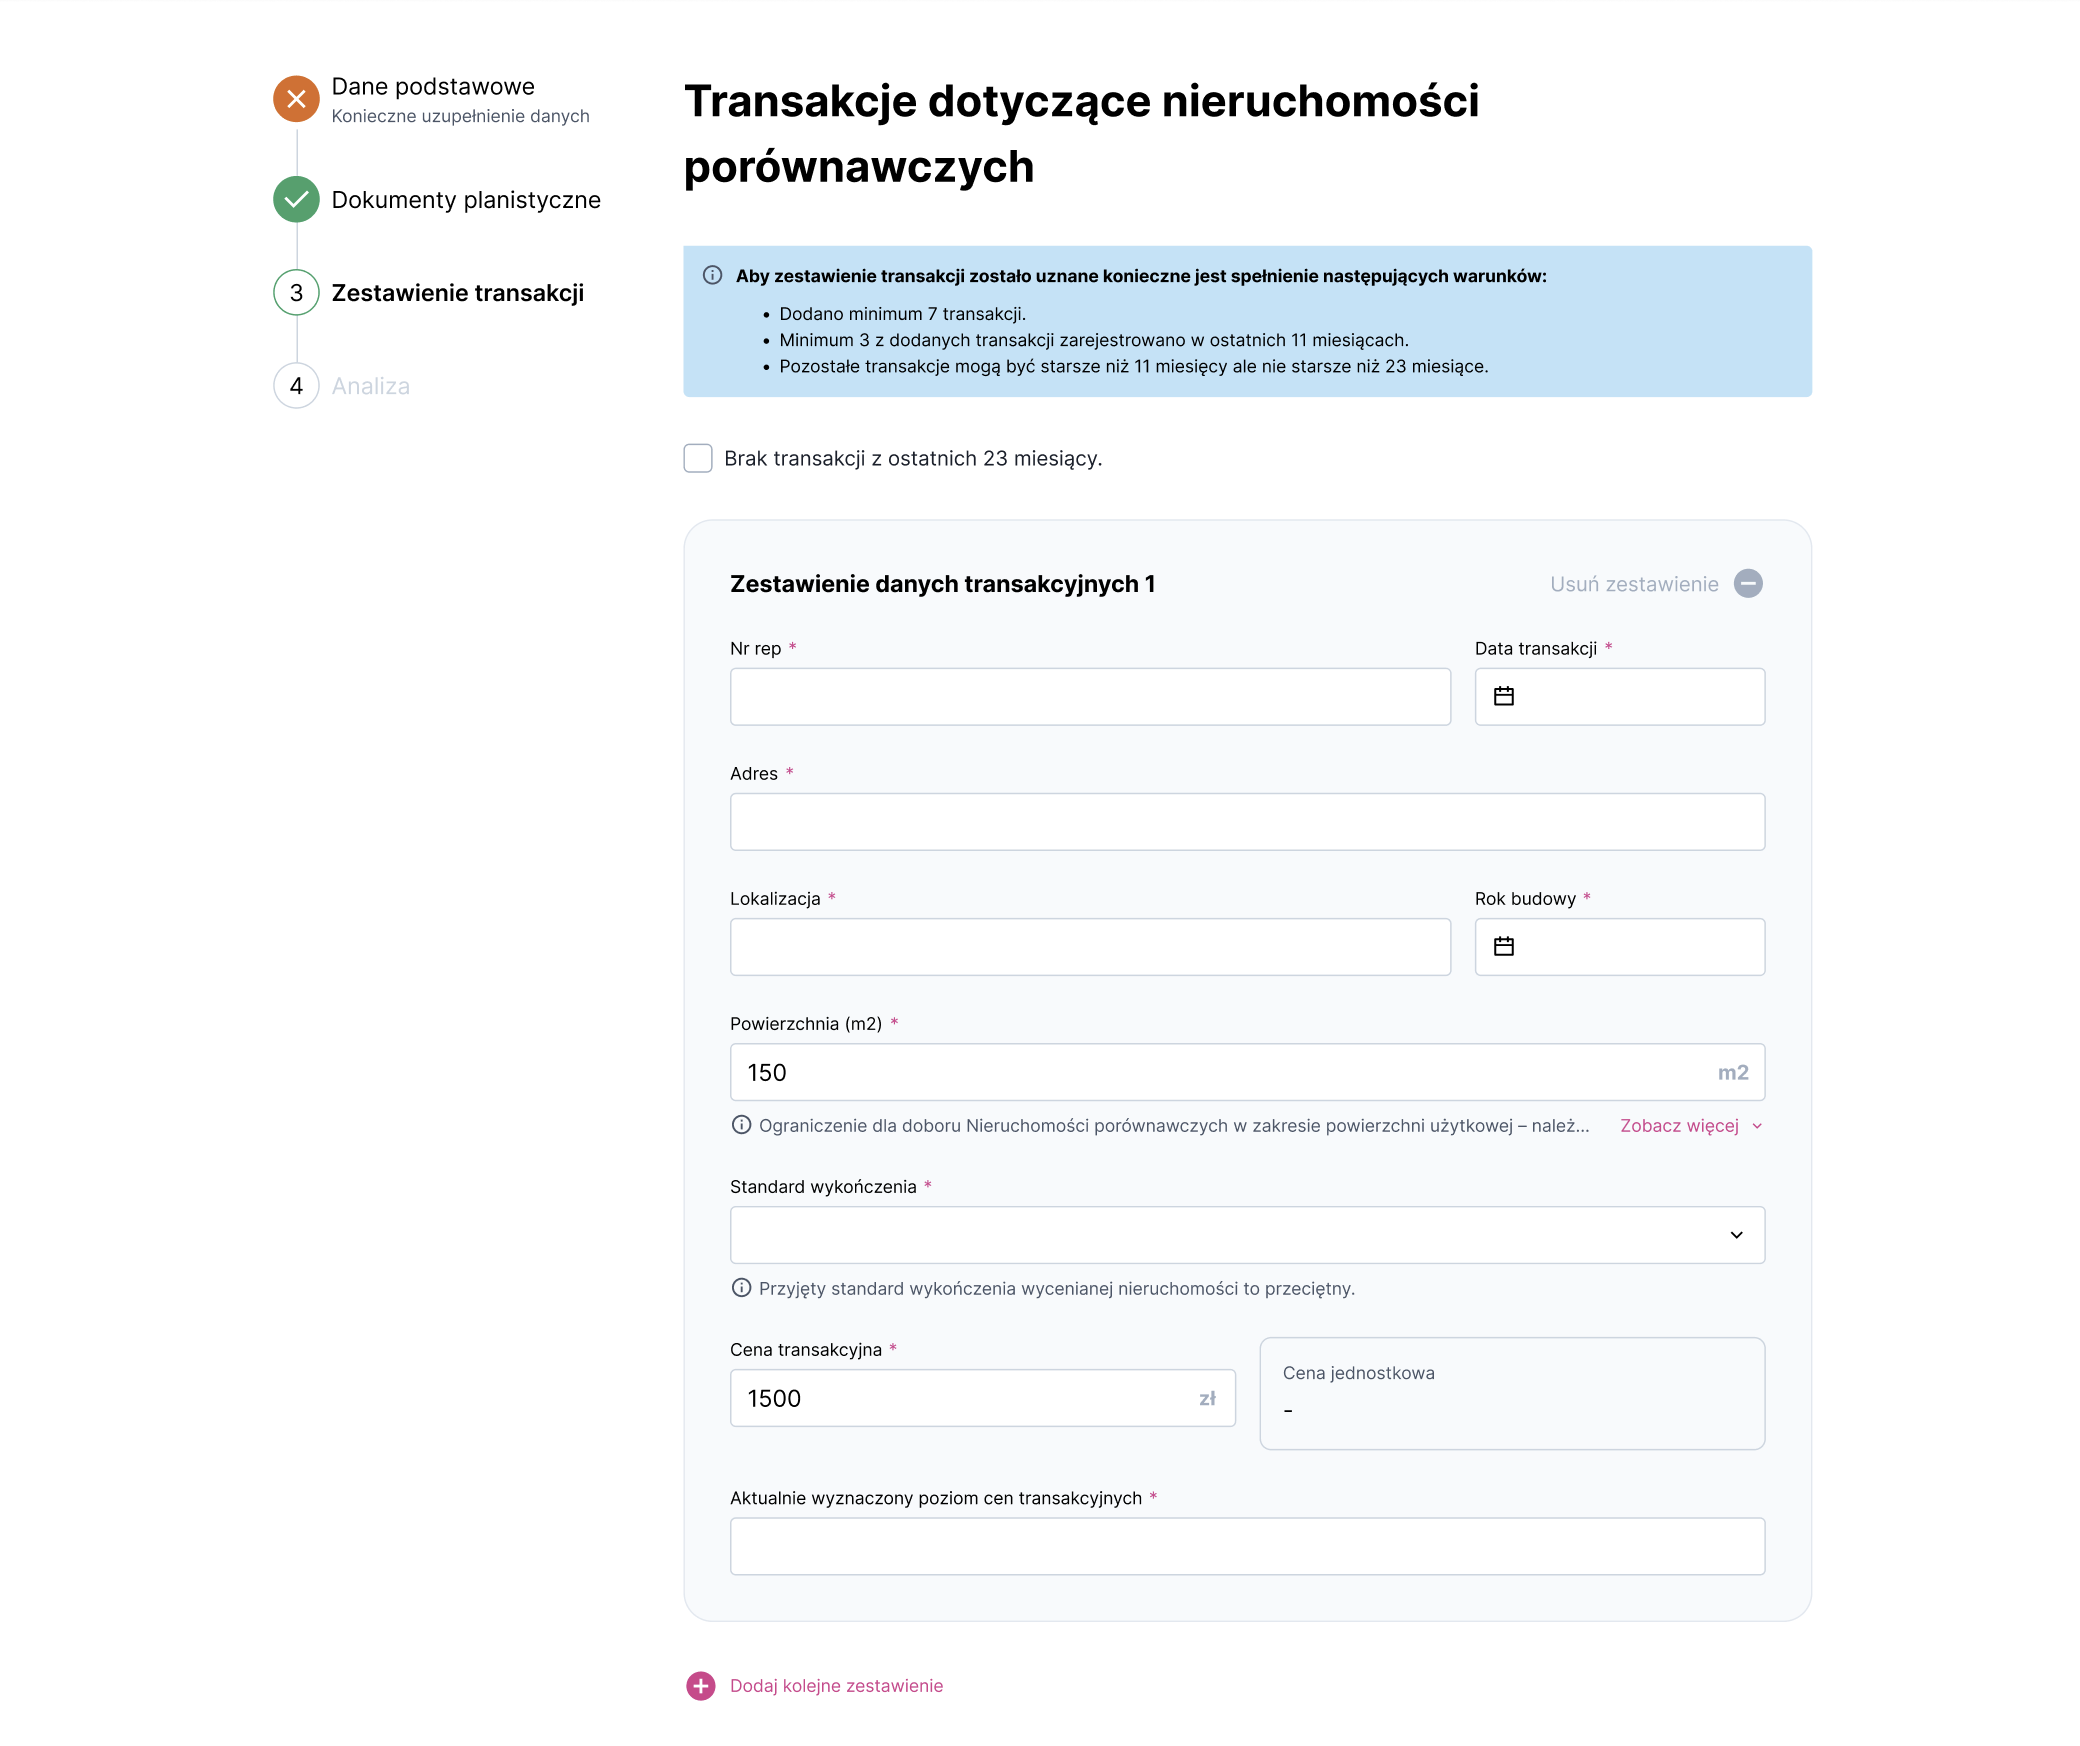 Dane podstawowe
Konieczne uzupełnienie danych
Dokumenty planistyczne
3 Zestawienie transakcji
4 Analiza
Transakcje dotyczące nieruchomości
porównawczych
Aby zestawienie transakcji zostało uznane konieczne jest spełnienie następujących warunków:
• Dodano minimum 7 transakcji.
• Minimum 3 z dodanych transakcji zarejestrowano w ostatnich 11 miesiącach.
• Pozostałe transakcje mogą być starsze niż 11 miesięcy ale nie starsze niż 23 miesiące.
Brak transakcji z ostatnich 23 miesięcy.
Zestawienie danych transakcyjnych 1
Usuń zestawienie
Nr rep *
Data transakcji *
Adres *
Lokalizacja *
Rok budowy *
Powierzchnia (m2) *
150 m2
Ograniczenie dla doboru Nieruchomości porównawczych w zakresie powierzchni użytkowej – należ...
Zobacz więcej
Standard wykończenia *
Przyjęty standard wykończenia wycenianej nieruchomości to przeciętny.
Cena transakcyjna *
1500 zł
Cena jednostkowa
-
Aktualnie wyznaczony poziom cen transakcyjnych *
Dodaj kolejne zestawienie